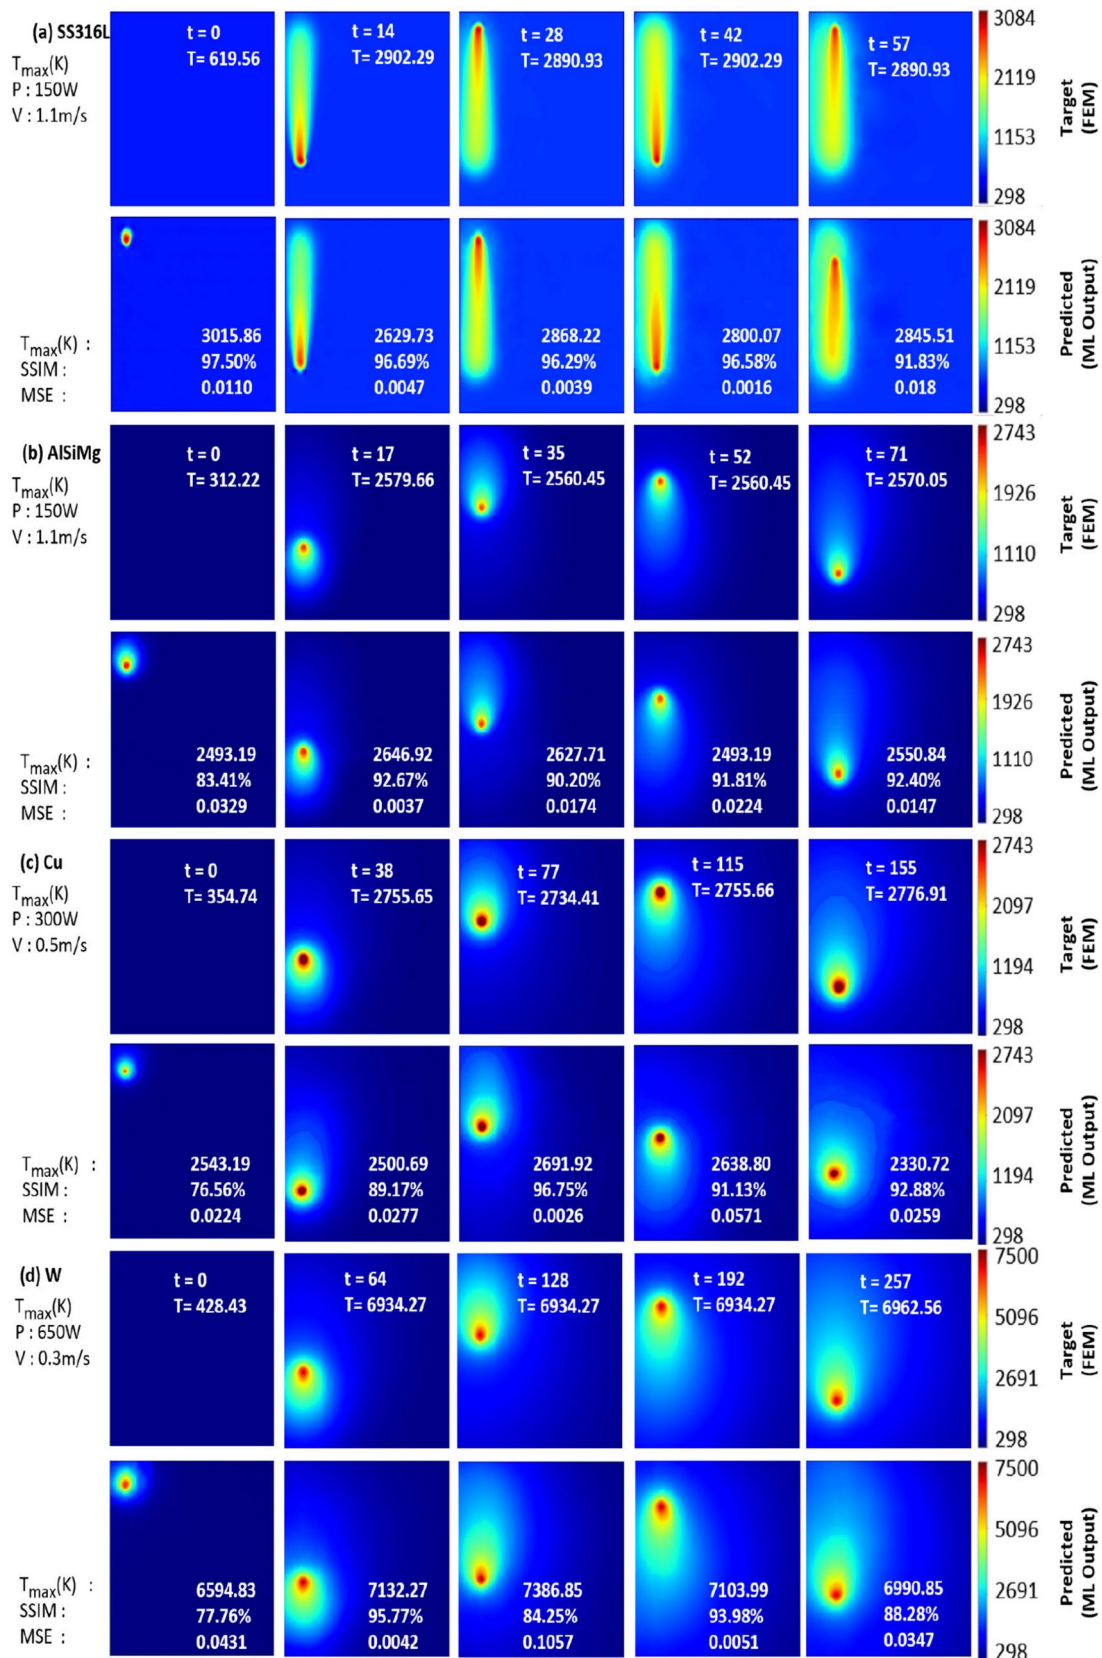 (a) SS316L
T_max(K)
P : 150W
V : 1.1m/s
t = 0
T= 619.56
t = 14
T= 2902.29
t = 28
T= 2890.93
t = 42
T= 2902.29
t = 57
T= 2890.93
3084
2119
1153
298
Target
(FEM)
T_max(K) :
SSIM :
MSE :
3015.86
97.50%
0.0110
2629.73
96.69%
0.0047
2868.22
96.29%
0.0039
2800.07
96.58%
0.0016
2845.51
91.83%
0.018
3084
2119
1153
298
Predicted
(ML Output)
(b) AlSiMg
T_max(K)
P : 150W
V : 1.1m/s
t = 0
T= 312.22
t = 17
T= 2579.66
t = 35
T= 2560.45
t = 52
T= 2560.45
t = 71
T= 2570.05
2743
1926
1110
298
Target
(FEM)
T_max(K) :
SSIM :
MSE :
2493.19
83.41%
0.0329
2646.92
92.67%
0.0037
2627.71
90.20%
0.0174
2493.19
91.81%
0.0224
2550.84
92.40%
0.0147
2743
1926
1110
298
Predicted
(ML Output)
(c) Cu
T_max(K)
P : 300W
V : 0.5m/s
t = 0
T= 354.74
t = 38
T= 2755.65
t = 77
T= 2734.41
t = 115
T= 2755.66
t = 155
T= 2776.91
2743
2097
1194
298
Target
(FEM)
T_max(K) :
SSIM :
MSE :
2543.19
76.56%
0.0224
2500.69
89.17%
0.0277
2691.92
96.75%
0.0026
2638.80
91.13%
0.0571
2330.72
92.88%
0.0259
2743
2097
1194
298
Predicted
(ML Output)
(d) W
T_max(K)
P : 650W
V : 0.3m/s
t = 0
T= 428.43
t = 64
T= 6934.27
t = 128
T= 6934.27
t = 192
T= 6934.27
t = 257
T= 6962.56
7500
5096
2691
298
Target
(FEM)
T_max(K) :
SSIM :
MSE :
6594.83
77.76%
0.0431
7132.27
95.77%
0.0042
7386.85
84.25%
0.1057
7103.99
93.98%
0.0051
6990.85
88.28%
0.0347
7500
5096
2691
298
Predicted
(ML Output)